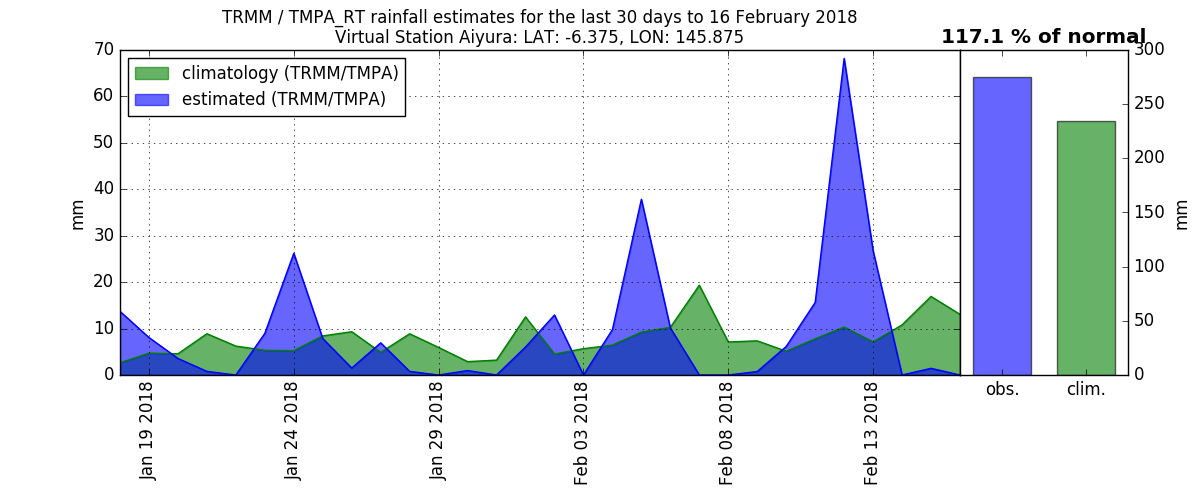 TRMM / TMPA_RT rainfall estimates for the last 30 days to 16 February 2018
Virtual Station Aiyura: LAT: -6.375, LON: 145.875
117.1 % of normal
climatology (TRMM/TMPA)
estimated (TRMM/TMPA)
70
60
50
40
30
20
10
0
mm
Jan 19 2018
Jan 24 2018
Jan 29 2018
Feb 03 2018
Feb 08 2018
Feb 13 2018
obs.
clim.
300
250
200
150
100
50
0
mm